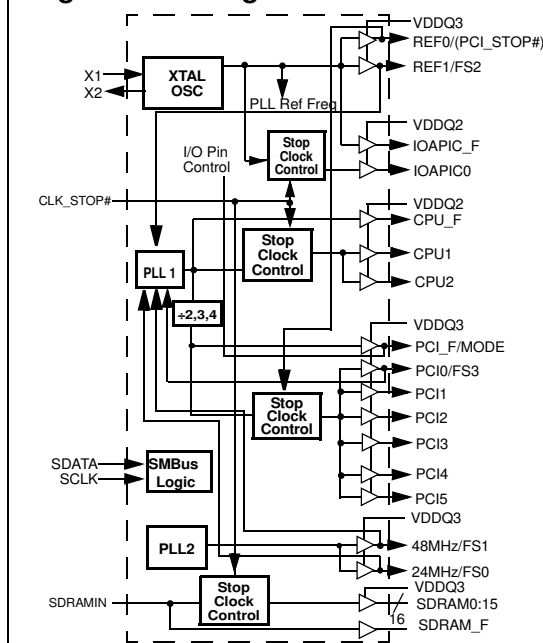 VDDQ3
REF0/(PCI_STOP#)
X1
X2
XTAL
OSC
REF1/FS2
PLL Ref Freq
VDDQ2
I/O Pin
Control
Stop
Clock
Control
IOAPIC_F
IOAPIC0
CLK_STOP#
VDDQ2
CPU_F
Stop
Clock
Control
CPU1
PLL 1
CPU2
÷2,3,4
VDDQ3
PCI_F/MODE
PCI0/FS3
Stop
Clock
Control
PCI1
PCI2
PCI3
SDATA
SCLK
SMBus
Logic
PCI4
PCI5
VDDQ3
PLL2
48MHz/FS1
24MHz/FS0
VDDQ3
SDRAMIN
Stop
Clock
Control
SDRAM0:15
16
SDRAM_F